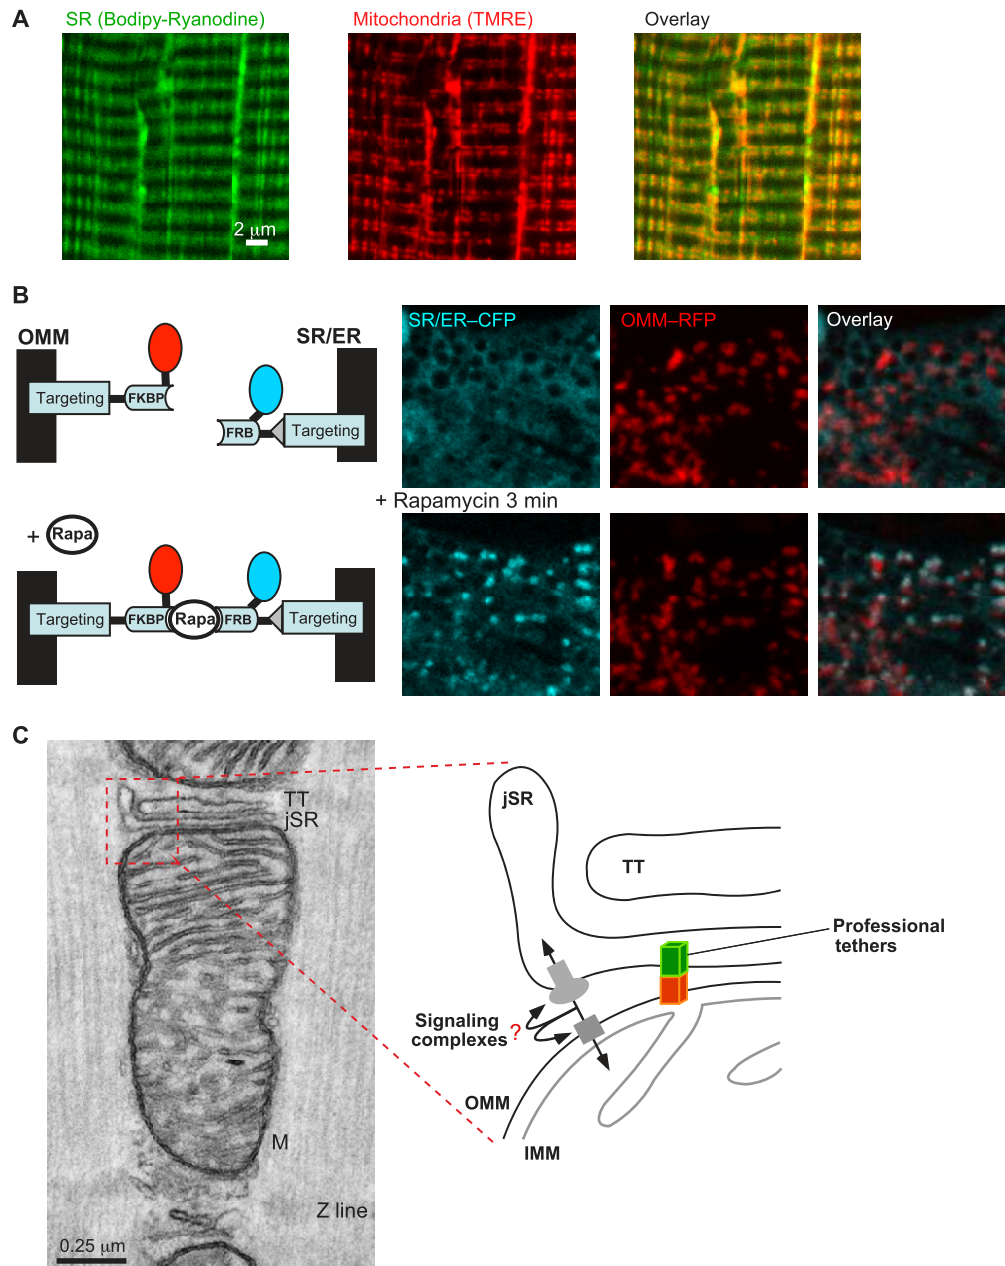 A
SR (Bodipy-Ryanodine)
Mitochondria (TMRE)
Overlay
2 μm
B
OMM
SR/ER
Targeting
FKBP
FRB
Targeting
SR/ER–CFP
OMM–RFP
Overlay
+ Rapamycin 3 min
+ Rapa
Targeting
FKBP
Rapa
FRB
Targeting
C
TT
jSR
M
Z line
0.25 μm
jSR
TT
Professional
tethers
Signaling
complexes ?
OMM
IMM